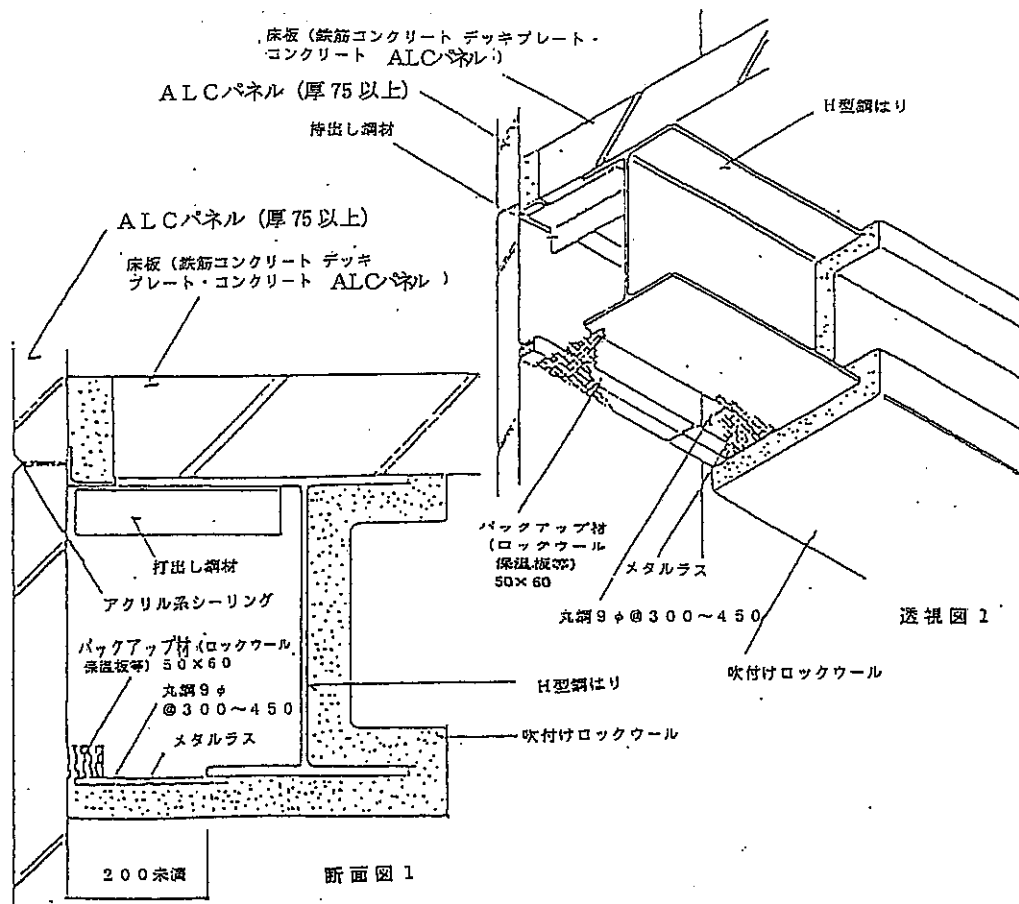 床板（鉄筋コンクリート デッキプレート・
コンクリート ALCパネル）
ALCパネル（厚75以上）
持出し鋼材
H型鋼はり
ALCパネル（厚75以上）
床板（鉄筋コンクリート デッキ
プレート・コンクリート ALCパネル）
打出し鋼材
アクリル系シーリング
バックアップ材（ロックウール
保温板等）50×60
丸鋼9φ
@300～450
メタルラス
H型鋼はり
吹付けロックウール
200未満
断面図1
バックアップ材
（ロックウール
保温板等）
50×60
メタルラス
丸鋼9φ@300～450
透視図1
吹付けロックウール